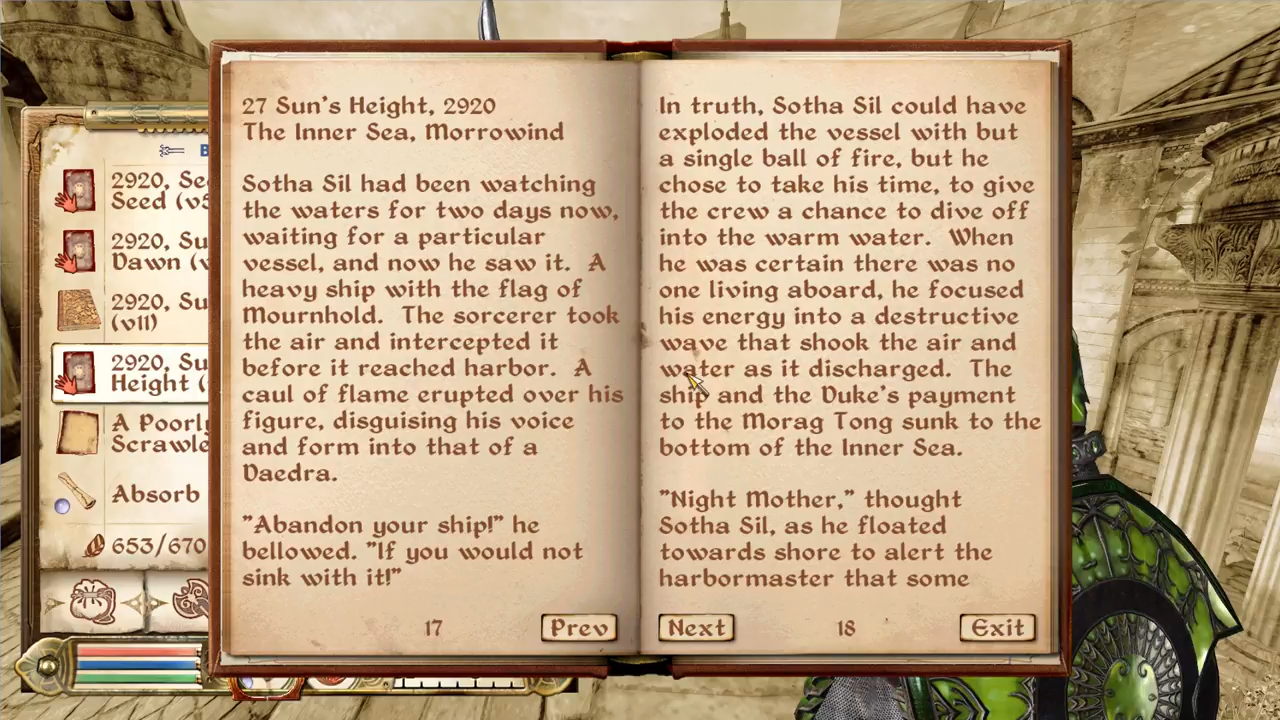 2920, Se
Seed (v5
2920, Su
Dawn (v
2920, Su
(v11)
2920, Su
Height (
A Poorly
Scrawle
Absorb
653/670
27 Sun's Height, 2920
The Inner Sea, Morrowind
Sotha Sil had been watching
the waters for two days now,
waiting for a particular
vessel, and now he saw it.  A
heavy ship with the flag of
Mournhold.  The sorcerer took
the air and intercepted it
before it reached harbor.  A
caul of flame erupted over his
figure, disguising his voice
and form into that of a
Daedra.
"Abandon your ship!" he
bellowed. "If you would not
sink with it!"
17
Prev
In truth, Sotha Sil could have
exploded the vessel with but
a single ball of fire, but he
chose to take his time, to give
the crew a chance to dive off
into the warm water.  When
he was certain there was no
one living aboard, he focused
his energy into a destructive
wave that shook the air and
water as it discharged.  The
ship and the Duke's payment
to the Morag Tong sunk to the
bottom of the Inner Sea.
"Night Mother," thought
Sotha Sil, as he floated
towards shore to alert the
harbormaster that some
Next
18
Exit